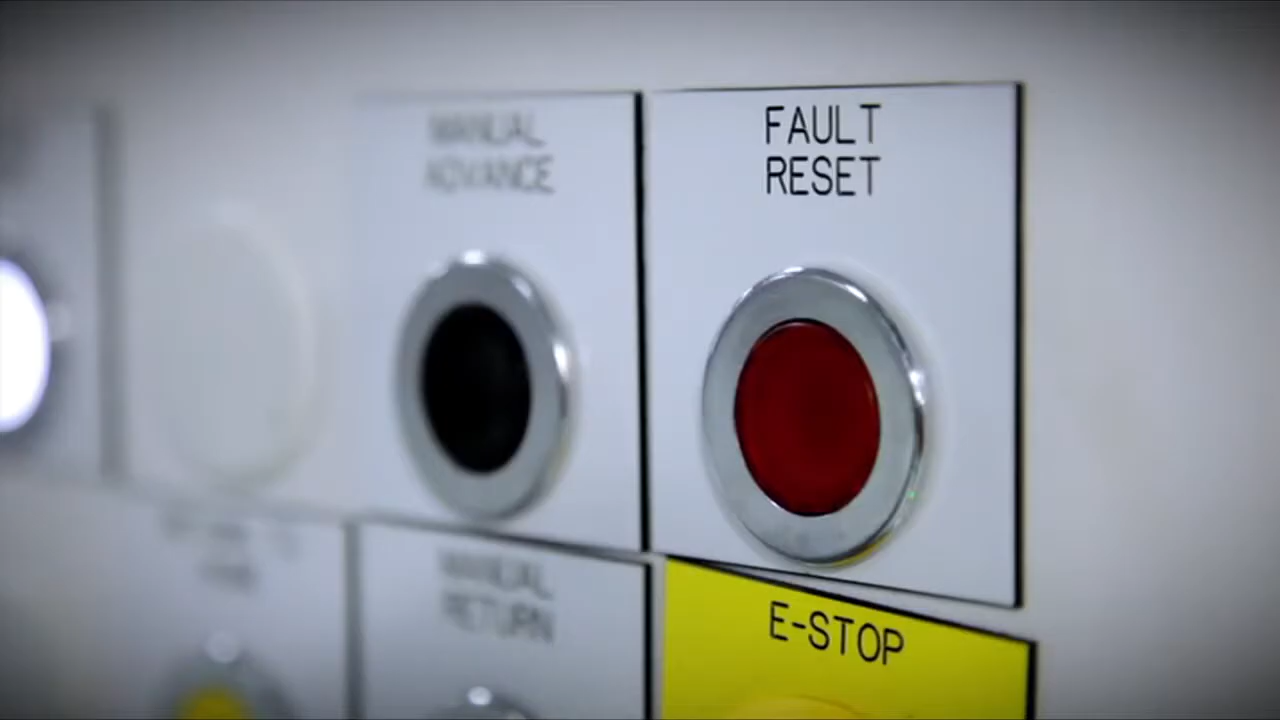 MANUAL
ADVANCE
FAULT
RESET
MANUAL
RETURN
E-STOP